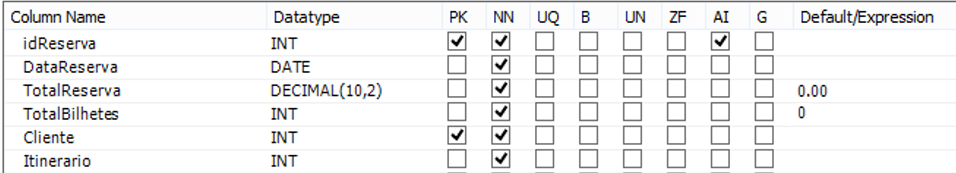 Column Name Datatype PK NN UQ B UN ZF AI G Default/Expression
idReserva INT
DataReserva DATE
TotalReserva DECIMAL(10,2) 0.00
TotalBilhetes INT 0
Cliente INT
Itinerario INT